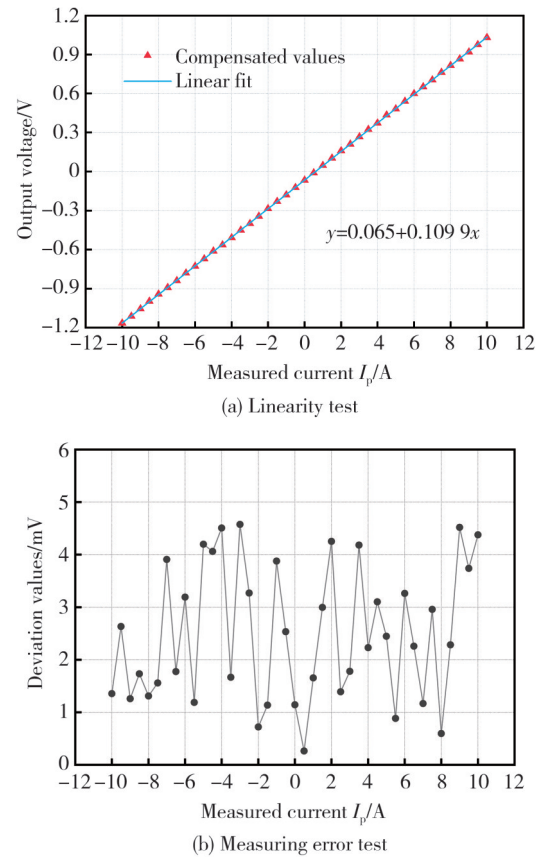 1.2
0.9
0.6
0.3
0
−0.3
−0.6
−0.9
−1.2
Output voltage/V
Compensated values
Linear fit
y=0.065+0.109 9x
−12 −10 −8 −6 −4 −2 0 2 4 6 8 10 12
Measured current Ip/A
(a) Linearity test
6
5
4
3
2
1
0
Deviation values/mV
−12 −10 −8 −6 −4 −2 0 2 4 6 8 10 12
Measured current Ip/A
(b) Measuring error test